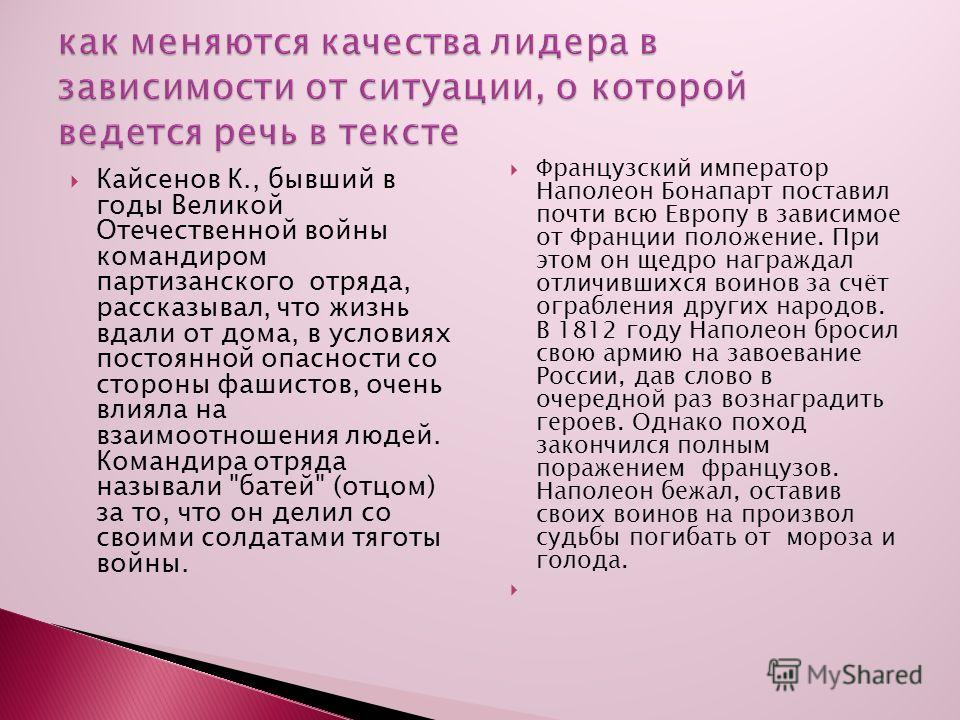 как меняются качества лидера в
зависимости от ситуации, о которой
ведется речь в тексте
Кайсенов К., бывший в
годы Великой
Отечественной войны
командиром
партизанского отряда,
рассказывал, что жизнь
вдали от дома, в условиях
постоянной опасности со
стороны фашистов, очень
влияла на
взаимоотношения людей.
Командира отряда
называли "батей" (отцом)
за то, что он делил со
своими солдатами тяготы
войны.
Французский император
Наполеон Бонапарт поставил
почти всю Европу в зависимое
от Франции положение. При
этом он щедро награждал
отличившихся воинов за счёт
ограбления других народов.
В 1812 году Наполеон бросил
свою армию на завоевание
России, дав слово в
очередной раз вознаградить
героев. Однако поход
закончился полным
поражением французов.
Наполеон бежал, оставив
своих воинов на произвол
судьбы погибать от мороза и
голода.
MyShared